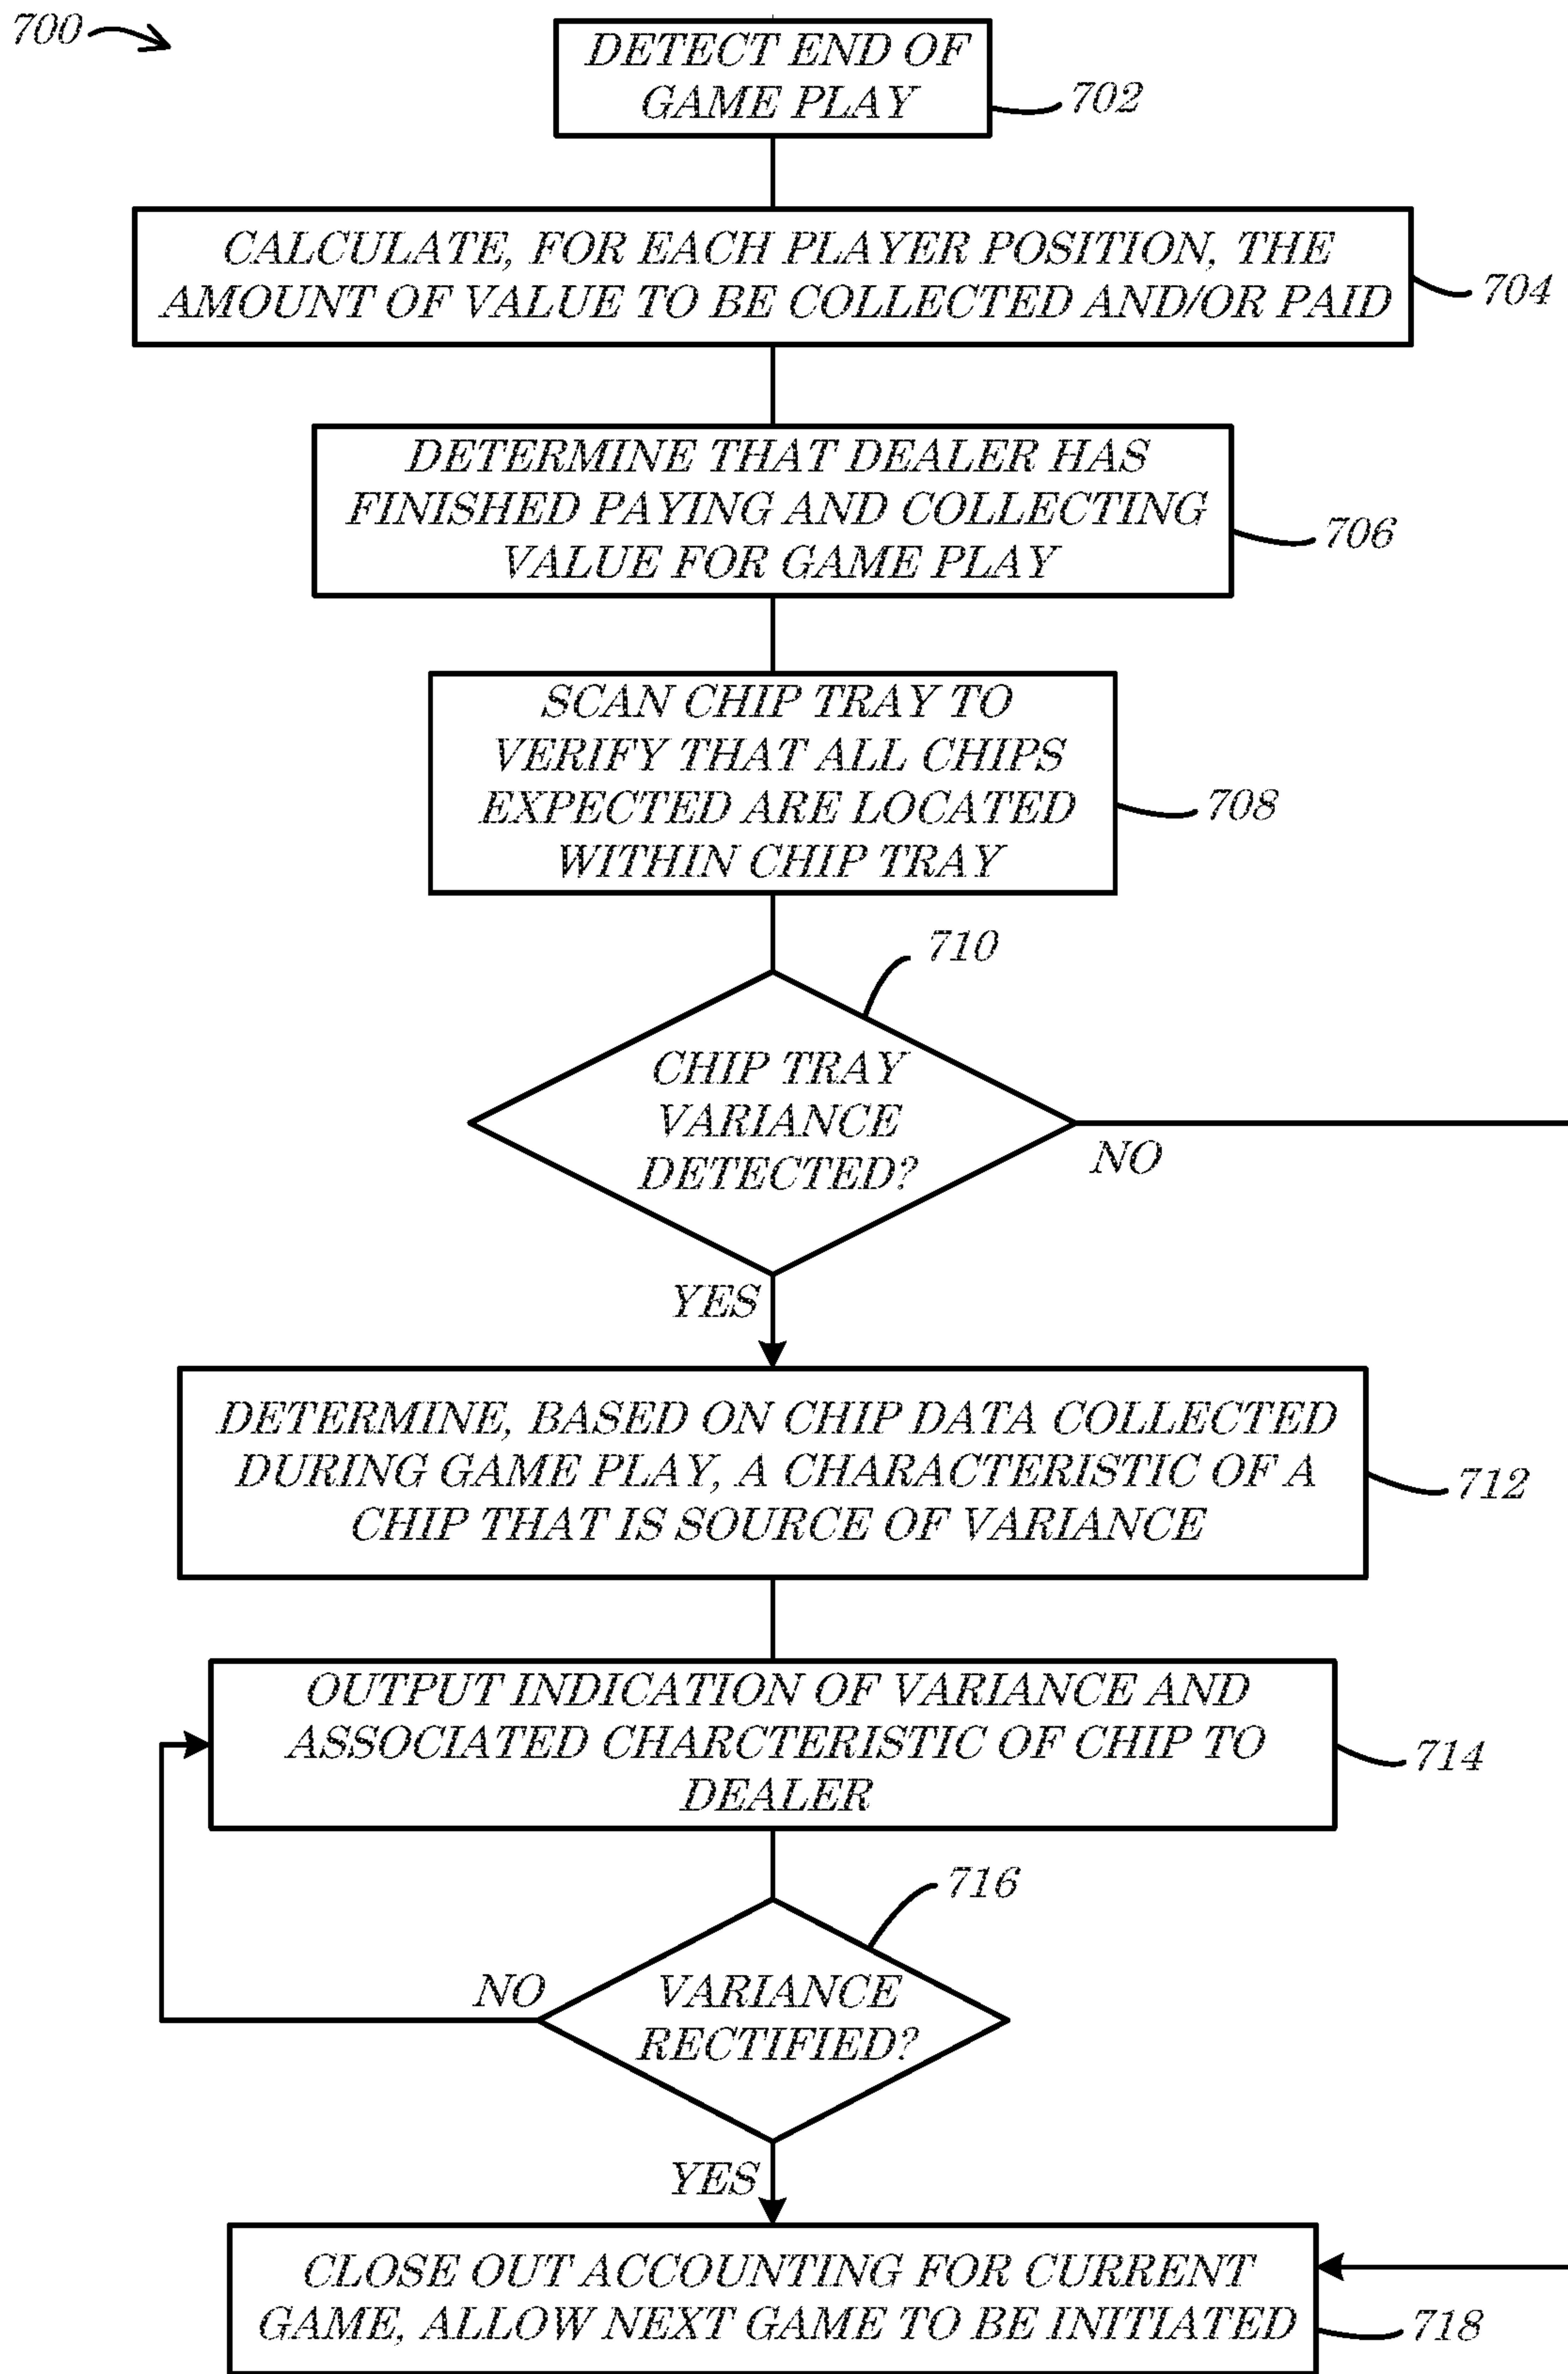 700
DETECT END OF
GAME PLAY
702
CALCULATE, FOR EACH PLAYER POSITION, THE
AMOUNT OF VALUE TO BE COLLECTED AND/OR PAID
704
DETERMINE THAT DEALER HAS
FINISHED PAYING AND COLLECTING
VALUE FOR GAME PLAY
706
SCAN CHIP TRAY TO
VERIFY THAT ALL CHIPS
EXPECTED ARE LOCATED
WITHIN CHIP TRAY
708
710
CHIP TRAY
VARIANCE
DETECTED?
NO
YES
DETERMINE, BASED ON CHIP DATA COLLECTED
DURING GAME PLAY, A CHARACTERISTIC OF A
CHIP THAT IS SOURCE OF VARIANCE
712
OUTPUT INDICATION OF VARIANCE AND
ASSOCIATED CHARCTERISTIC OF CHIP TO
DEALER
714
716
NO
VARIANCE
RECTIFIED?
YES
CLOSE OUT ACCOUNTING FOR CURRENT
GAME, ALLOW NEXT GAME TO BE INITIATED
718